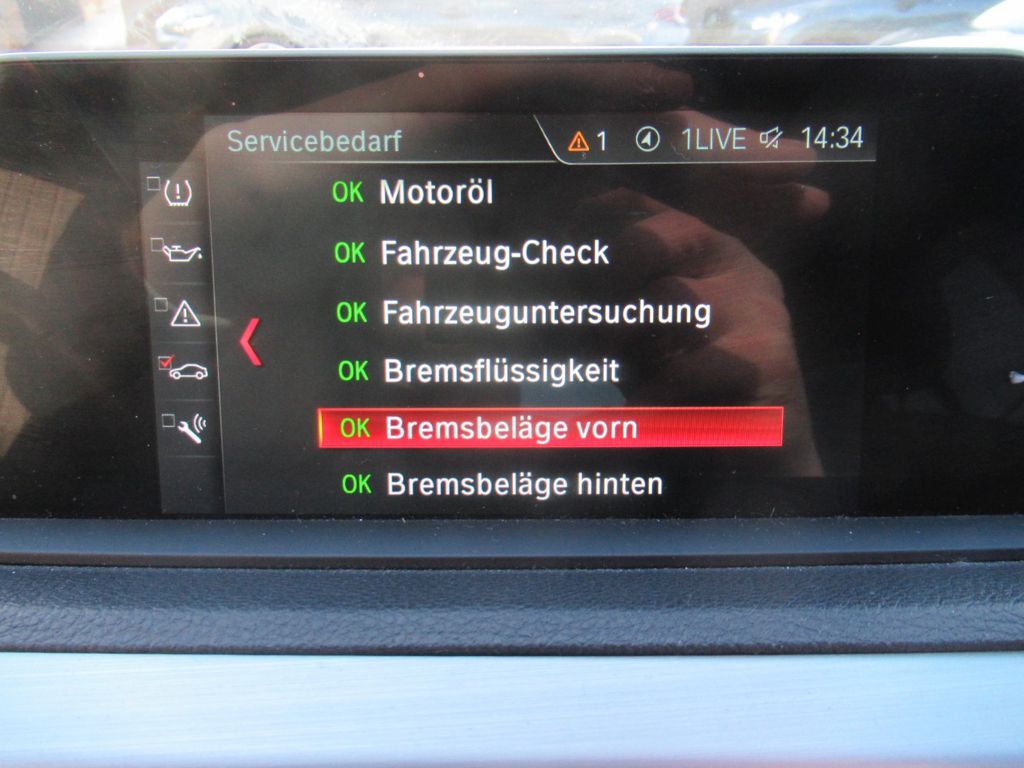 Servicebedarf 1 1LIVE 14:34
OK Motoröl
OK Fahrzeug-Check
OK Fahrzeuguntersuchung
OK Bremsflüssigkeit
OK Bremsbeläge vorn
OK Bremsbeläge hinten